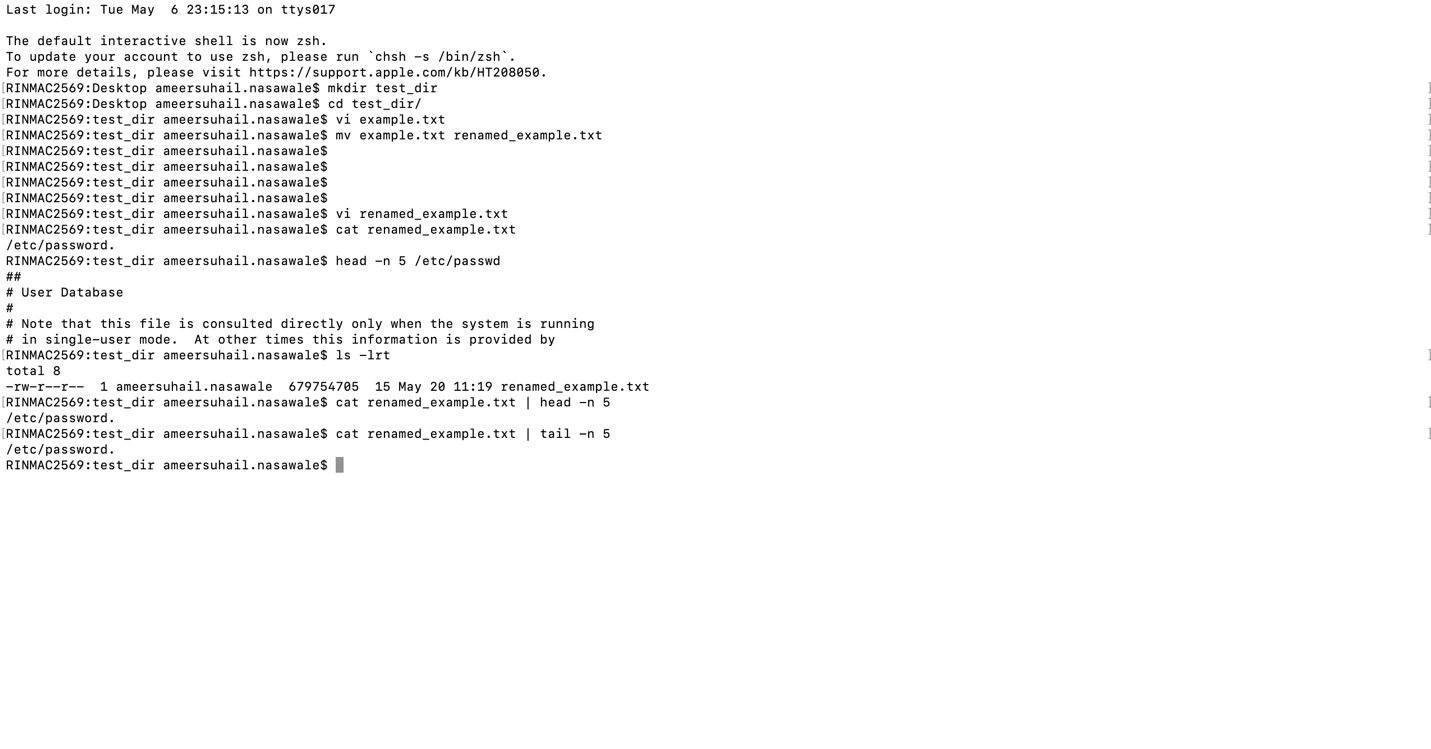 Last login: Tue May  6 23:15:13 on ttys017

The default interactive shell is now zsh.
To update your account to use zsh, please run `chsh -s /bin/zsh`.
For more details, please visit https://support.apple.com/kb/HT208050.
[RINMAC2569:Desktop ameersuhail.nasawale$ mkdir test_dir ]
[RINMAC2569:Desktop ameersuhail.nasawale$ cd test_dir/ ]
[RINMAC2569:test_dir ameersuhail.nasawale$ vi example.txt ]
[RINMAC2569:test_dir ameersuhail.nasawale$ mv example.txt renamed_example.txt ]
[RINMAC2569:test_dir ameersuhail.nasawale$ ]
[RINMAC2569:test_dir ameersuhail.nasawale$ ]
[RINMAC2569:test_dir ameersuhail.nasawale$ ]
[RINMAC2569:test_dir ameersuhail.nasawale$ ]
[RINMAC2569:test_dir ameersuhail.nasawale$ vi renamed_example.txt ]
[RINMAC2569:test_dir ameersuhail.nasawale$ cat renamed_example.txt ]
/etc/password.
RINMAC2569:test_dir ameersuhail.nasawale$ head -n 5 /etc/passwd
##
# User Database
#
# Note that this file is consulted directly only when the system is running
# in single-user mode.  At other times this information is provided by
[RINMAC2569:test_dir ameersuhail.nasawale$ ls -lrt ]
total 8
-rw-r--r--  1 ameersuhail.nasawale  679754705  15 May 20 11:19 renamed_example.txt
[RINMAC2569:test_dir ameersuhail.nasawale$ cat renamed_example.txt | head -n 5 ]
/etc/password.
[RINMAC2569:test_dir ameersuhail.nasawale$ cat renamed_example.txt | tail -n 5 ]
/etc/password.
RINMAC2569:test_dir ameersuhail.nasawale$